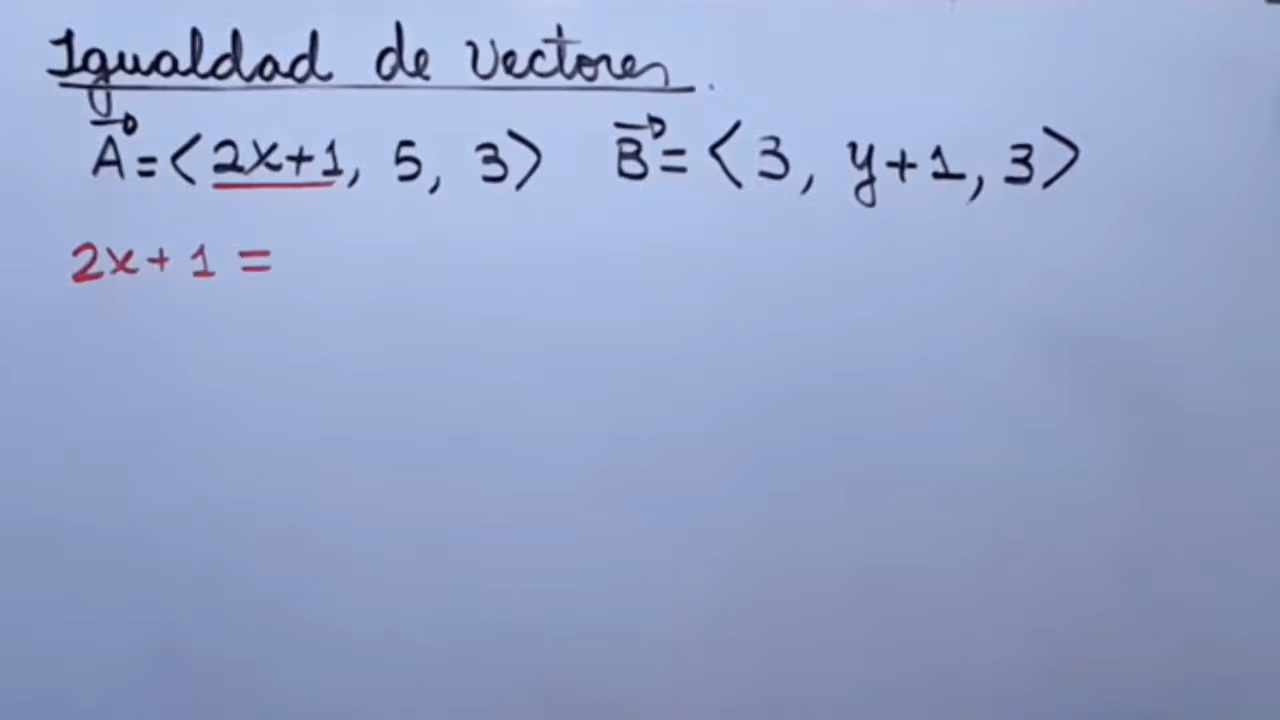 Igualdad de vectores
A⃗ = ⟨2x+1, 5, 3⟩ B⃗ = ⟨3, y+1, 3⟩
2x+1 =